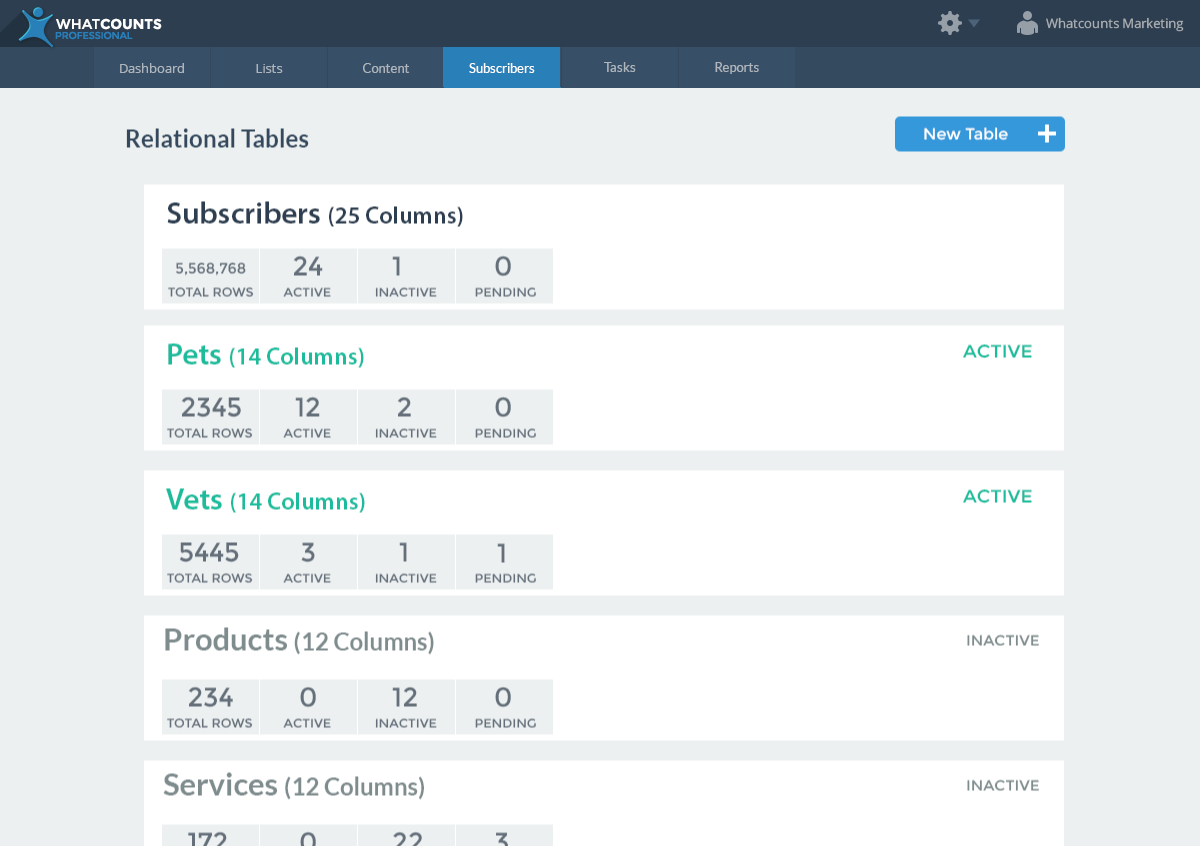 WHATCOUNTS
PROFESSIONAL
Whatcounts Marketing
Dashboard Lists Content Subscribers Tasks Reports
Relational Tables
New Table
Subscribers (25 Columns)
5,568,768 24 1 0
TOTAL ROWS ACTIVE INACTIVE PENDING
Pets (14 Columns)
ACTIVE
2345 12 2 0
TOTAL ROWS ACTIVE INACTIVE PENDING
Vets (14 Columns)
ACTIVE
5445 3 1 1
TOTAL ROWS ACTIVE INACTIVE PENDING
Products (12 Columns)
INACTIVE
234 0 12 0
TOTAL ROWS ACTIVE INACTIVE PENDING
Services (12 Columns)
INACTIVE
172 0 22 3